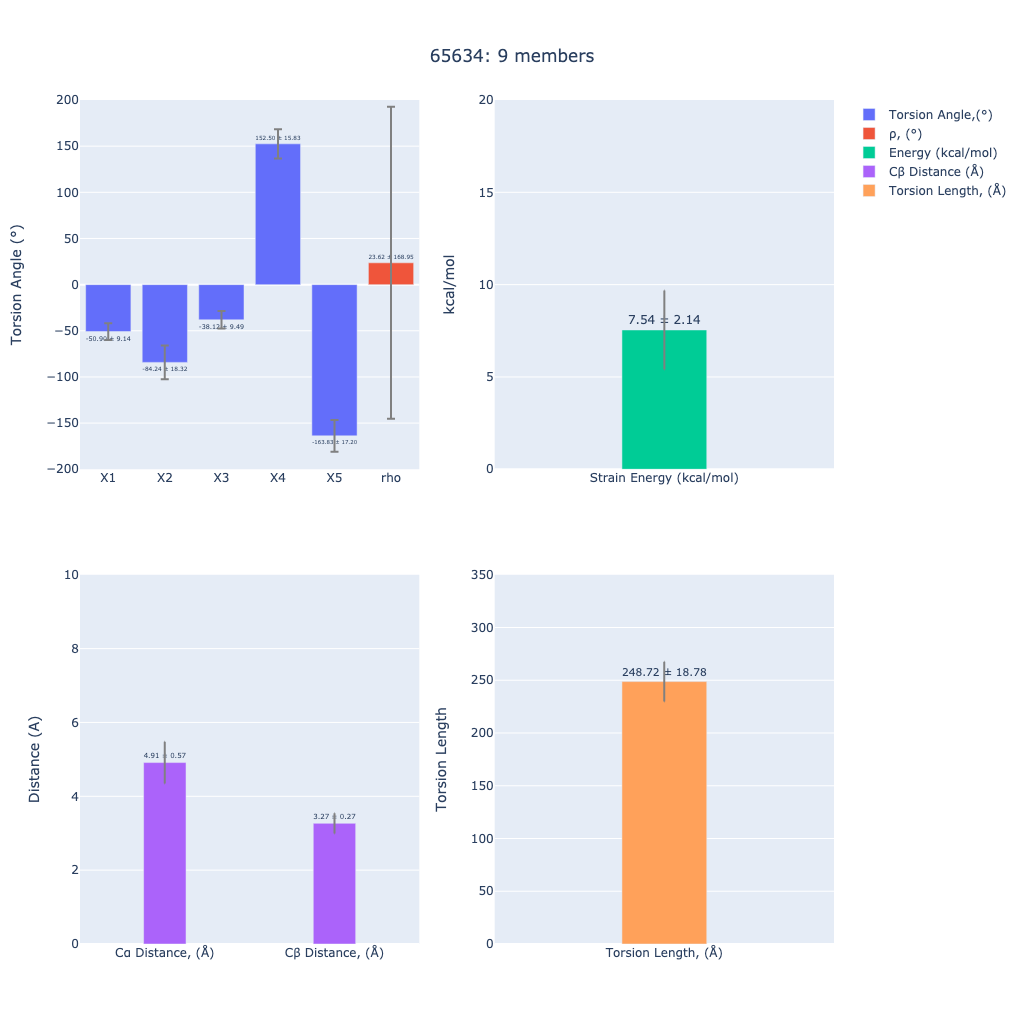 65634: 9 members
Torsion Angle (°)
200
150
100
50
0
−50
−100
−150
−200
152.50 ± 15.83
23.62 ± 168.95
-50.90 ± 9.14
-84.24 ± 18.32
-38.12 ± 9.49
-163.83 ± 17.20
X1 X2 X3 X4 X5 rho
kcal/mol
20
15
10
5
0
7.54 ± 2.14
Strain Energy (kcal/mol)
Torsion Angle,(°)
ρ, (°)
Energy (kcal/mol)
Cβ Distance (Å)
Torsion Length, (Å)
Distance (A)
10
8
6
4
2
0
4.91 ± 0.57
3.27 ± 0.27
Cα Distance, (Å) Cβ Distance, (Å)
Torsion Length
350
300
250
200
150
100
50
0
248.72 ± 18.78
Torsion Length, (Å)